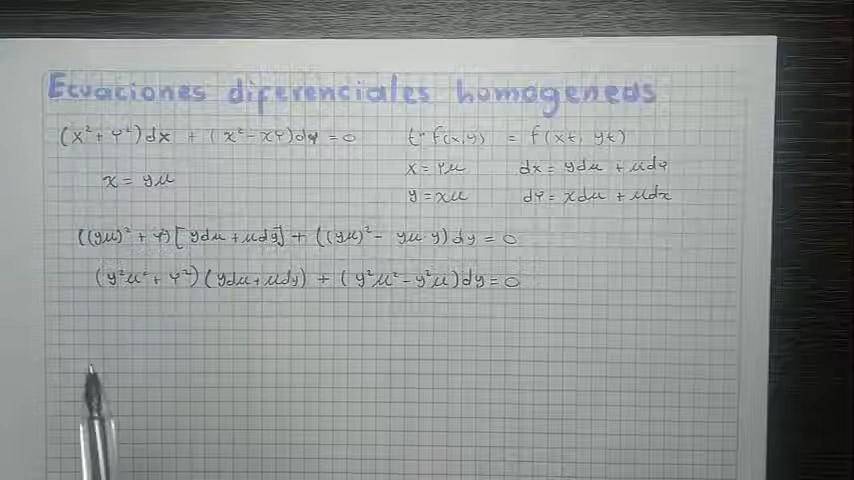 Ecuaciones diferenciales homogeneas
(x²+y²)dx + (x²-xy)dy = 0    tⁿ f(x,y) = f(xt, yt)
x = yu    dx = ydu + udy
x = yu
y = xu    dy = xdu + udx
((yu)² + y)[ydu+udy] + ((yu)² - yu y)dy = 0
(y²u²+y²)(ydu+udy) + (y²u²-y²u)dy = 0